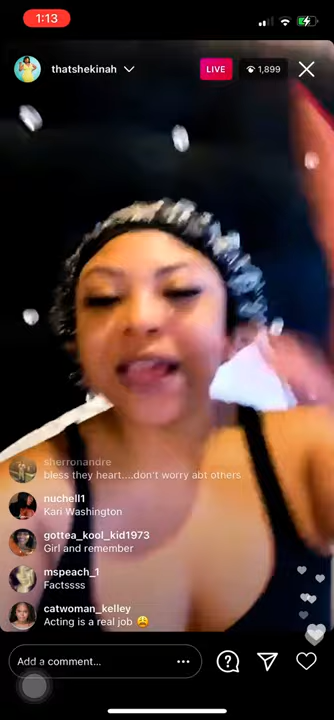 1:13
thatshekinah
LIVE
1,899
sherronandre
bless they heart....don't worry abt others
nuchell1
Kari Washington
gottea_kool_kid1973
Girl and remember
mspeach_1
Factssss
catwoman_kelley
Acting is a real job 😩
Add a comment...